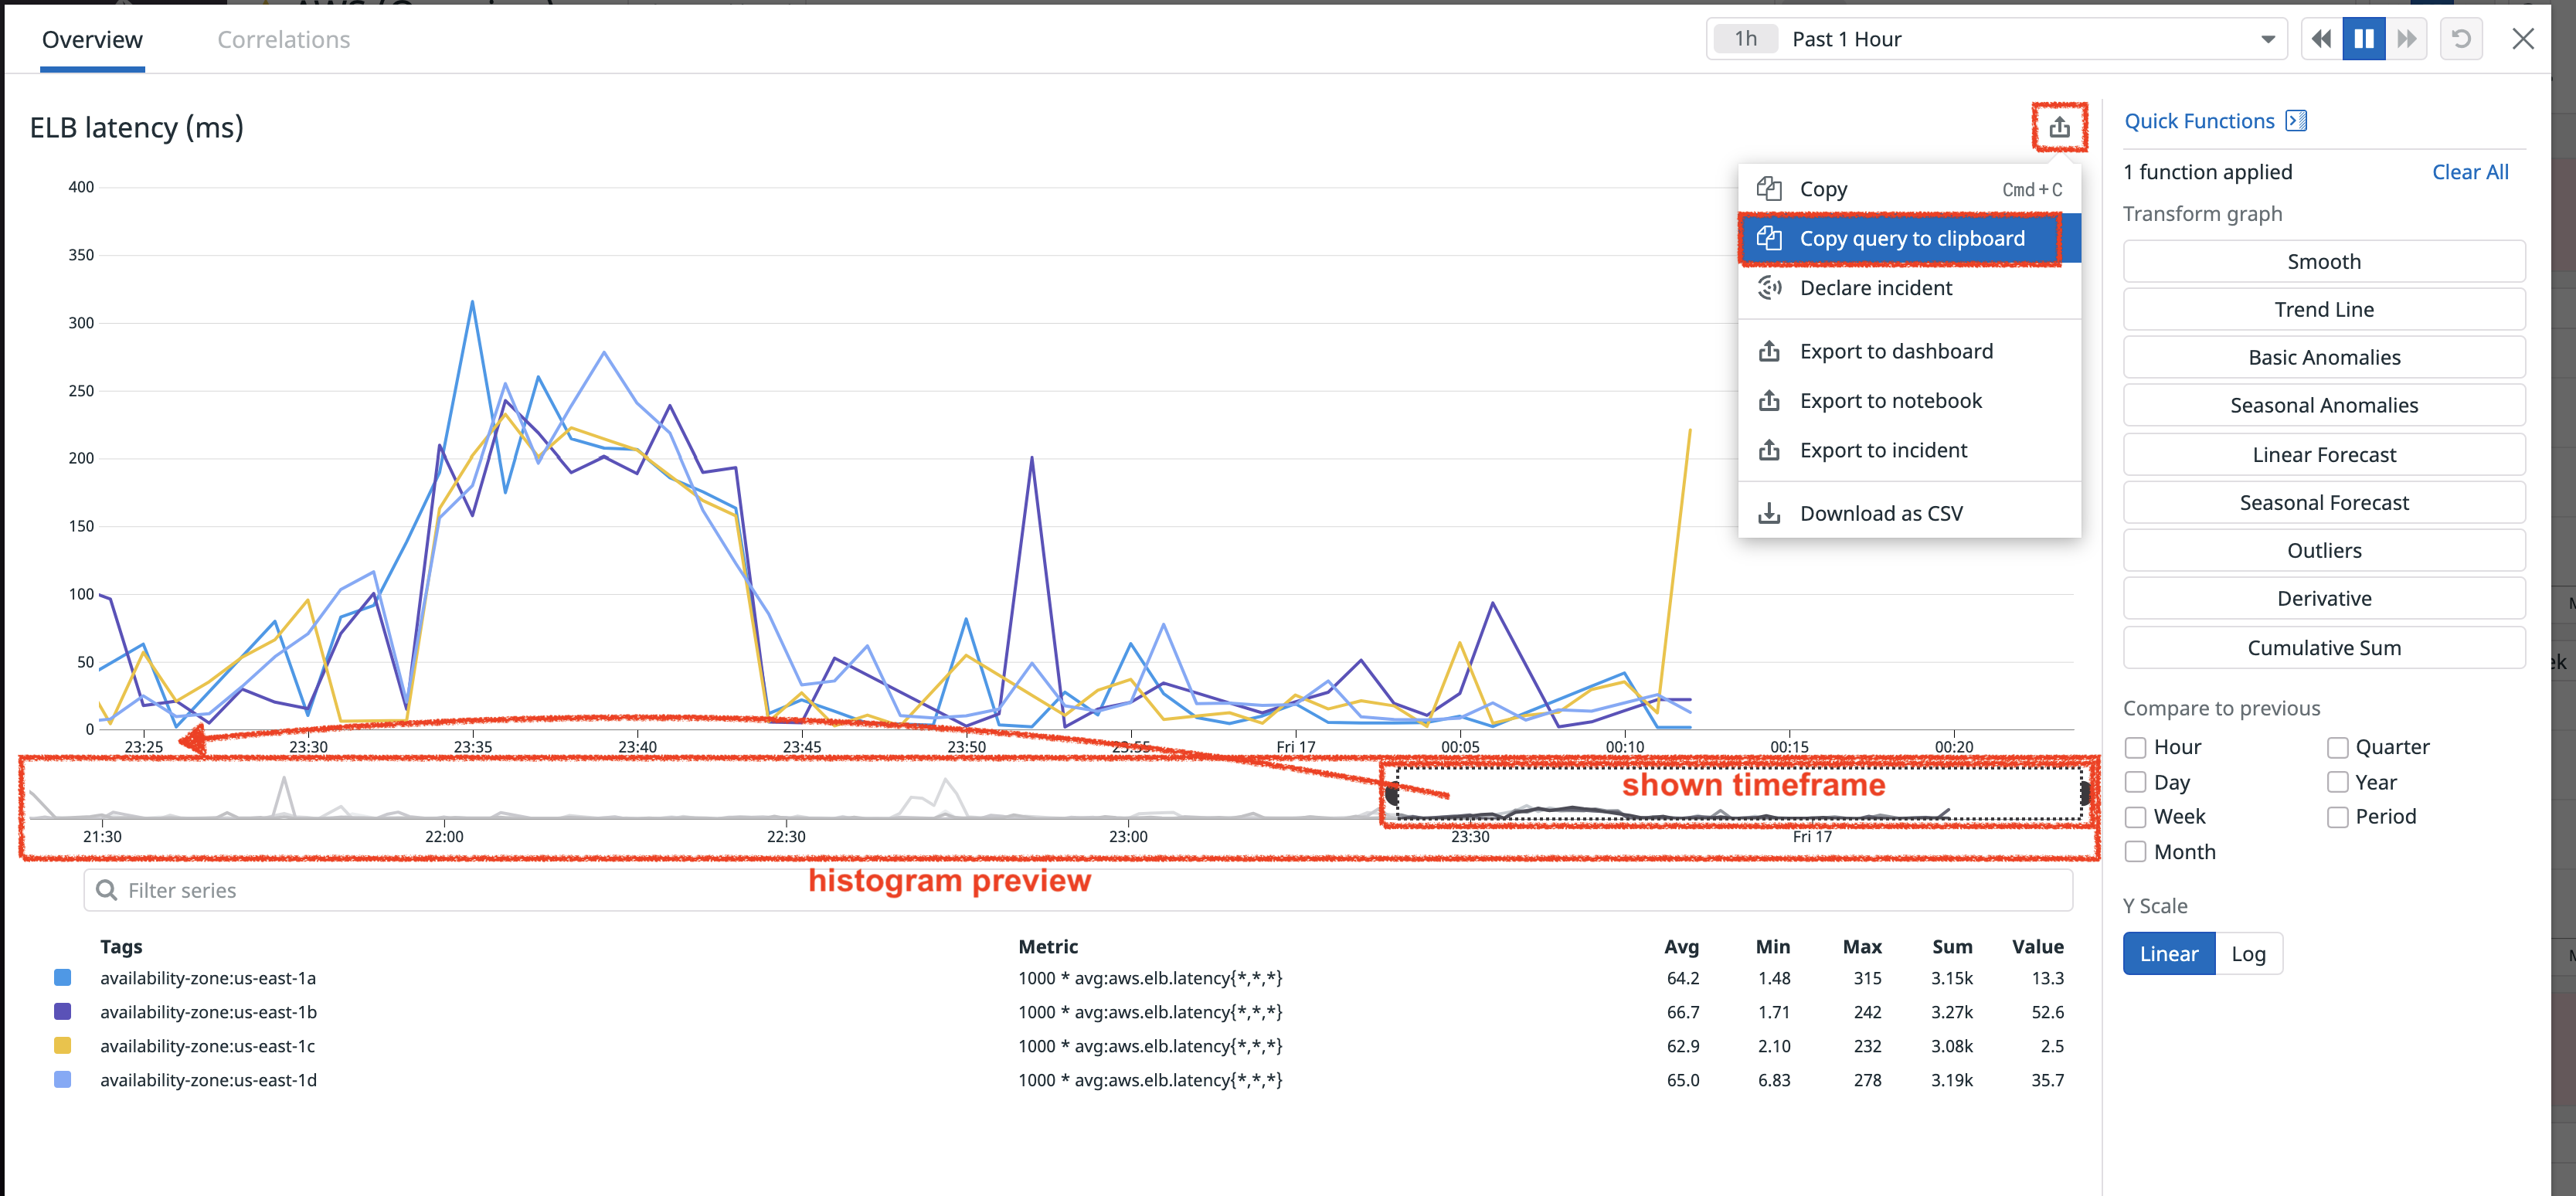 Overview
Correlations
1h Past 1 Hour
ELB latency (ms)
Copy Cmd+C
Copy query to clipboard
Declare incident
Export to dashboard
Export to notebook
Export to incident
Download as CSV
400
350
300
250
200
150
100
50
0
23:25 23:30 23:35 23:40 23:45 23:50 23:55 Fri 17 00:05 00:10 00:15 00:20
shown timeframe
21:30 22:00 22:30 23:00 23:30 Fri 17
histogram preview
Filter series
Tags Metric Avg Min Max Sum Value
availability-zone:us-east-1a 1000 * avg:aws.elb.latency{*,*,*} 64.2 1.48 315 3.15k 13.3
availability-zone:us-east-1b 1000 * avg:aws.elb.latency{*,*,*} 66.7 1.71 242 3.27k 52.6
availability-zone:us-east-1c 1000 * avg:aws.elb.latency{*,*,*} 62.9 2.10 232 3.08k 2.5
availability-zone:us-east-1d 1000 * avg:aws.elb.latency{*,*,*} 65.0 6.83 278 3.19k 35.7
Quick Functions
1 function applied Clear All
Transform graph
Smooth
Trend Line
Basic Anomalies
Seasonal Anomalies
Linear Forecast
Seasonal Forecast
Outliers
Derivative
Cumulative Sum
Compare to previous
Hour Quarter
Day Year
Week Period
Month
Y Scale
Linear Log